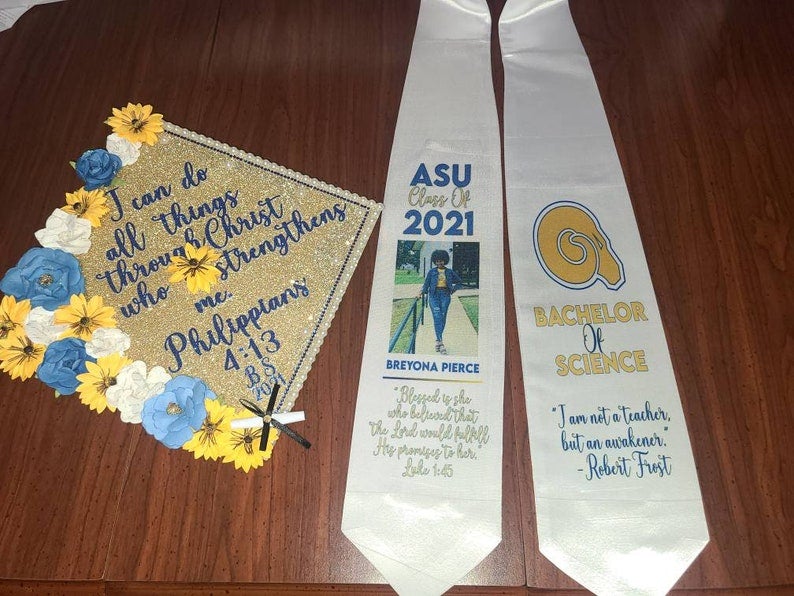 I can do
all things
through Christ
who strengthens
me.
Philippians
4:13
B.S.
2021
ASU
Class Of
2021
BREYONA PIERCE
"Blessed is she
who believed that
the Lord would fulfill
His promises to her."
Luke 1:45
BACHELOR
Of
SCIENCE
"I am not a teacher,
but an awakener."
-Robert Frost